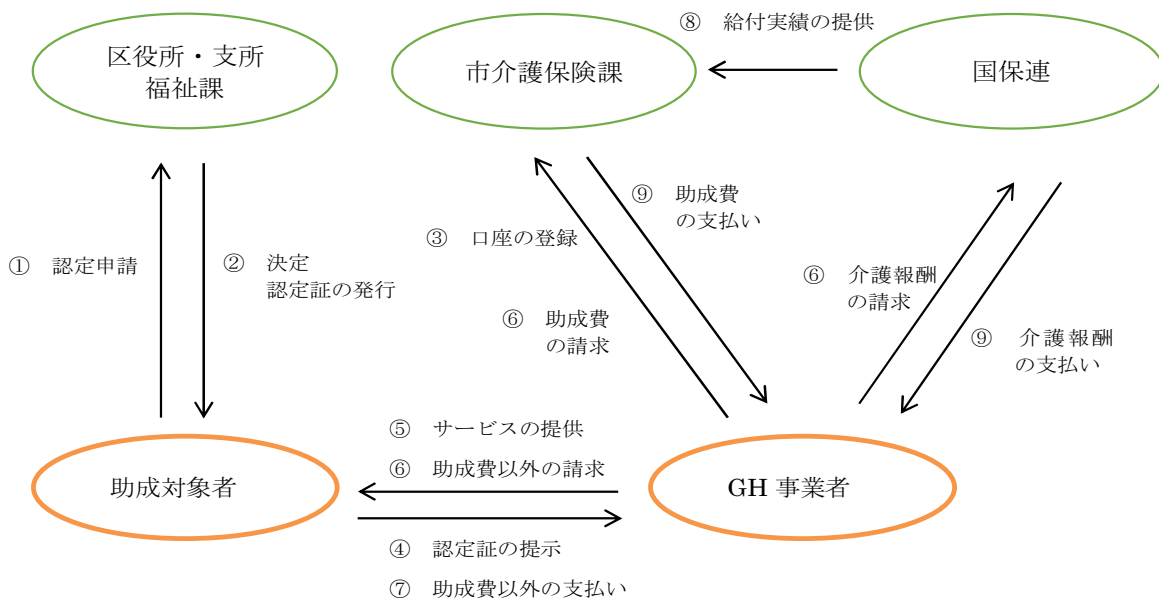 ⑧ 給付実績の提供
区役所・支所
福祉課
市介護保険課
国保連
① 認定申請
② 決定
認定証の発行
③ 口座の登録
⑨ 助成費
の支払い
⑥ 助成費
の請求
⑥ 介護報酬
の請求
⑨ 介護報酬
の支払い
⑤ サービスの提供
⑥ 助成費以外の請求
助成対象者
GH 事業者
④ 認定証の提示
⑦ 助成費以外の支払い